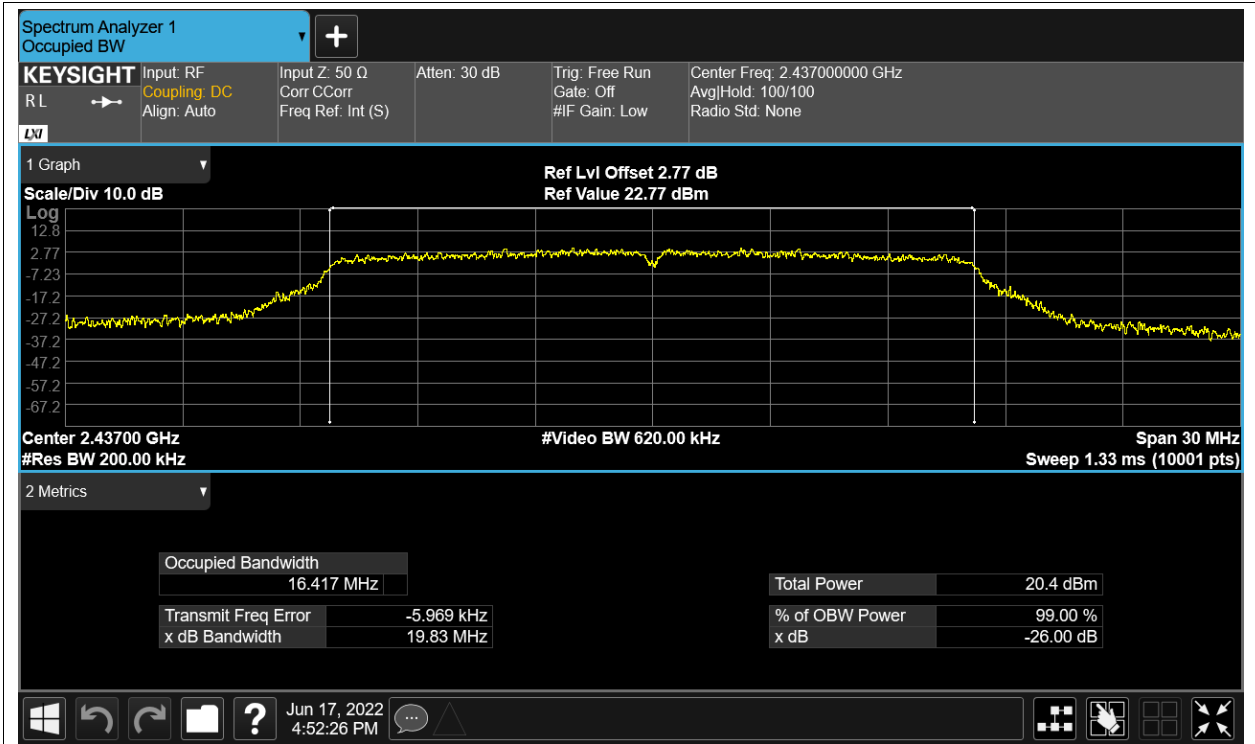 Spectrum Analyzer 1
Occupied BW
KEYSIGHT
R L
LXI
Input: RF
Coupling: DC
Align: Auto
Input Z: 50 Ω
Corr CCorr
Freq Ref: Int (S)
Atten: 30 dB
Trig: Free Run
Gate: Off
#IF Gain: Low
Center Freq: 2.437000000 GHz
Avg|Hold: 100/100
Radio Std: None
1 Graph
Scale/Div 10.0 dB
Ref Lvl Offset 2.77 dB
Ref Value 22.77 dBm
Log
12.8
2.77
-7.23
-17.2
-27.2
-37.2
-47.2
-57.2
-67.2
Center 2.43700 GHz
#Res BW 200.00 kHz
#Video BW 620.00 kHz
Span 30 MHz
Sweep 1.33 ms (10001 pts)
2 Metrics
Occupied Bandwidth
16.417 MHz
Transmit Freq Error -5.969 kHz
x dB Bandwidth 19.83 MHz
Total Power 20.4 dBm
% of OBW Power 99.00 %
x dB -26.00 dB
?
Jun 17, 2022
4:52:26 PM